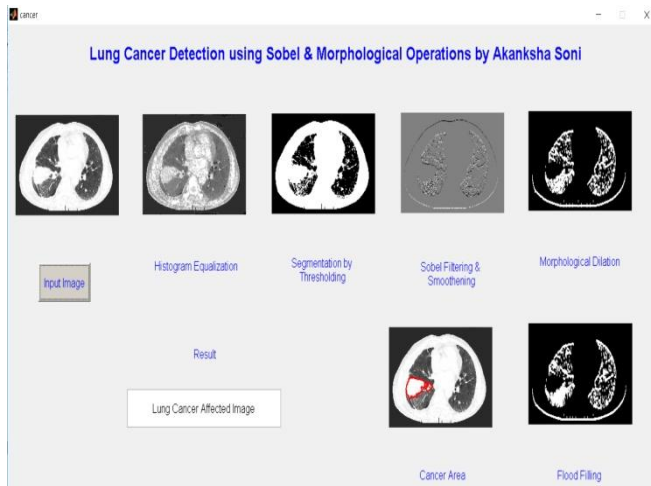 cancer
Lung Cancer Detection using Sobel & Morphological Operations by Akanksha Soni
Input Image
Histogram Equalization
Segmentation by
Thresholding
Sobel Filtering &
Smoothening
Morphological Dilation
Result
Lung Cancer Affected Image
Cancer Area
Flood Filling